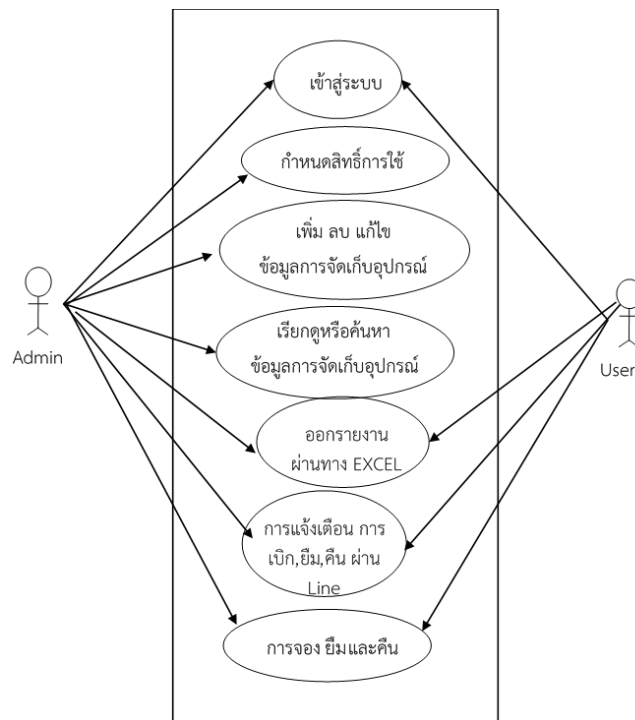 เข้าสู่ระบบ
กำหนดสิทธิ์การใช้
เพิ่ม ลบ แก้ไข
ข้อมูลการจัดเก็บอุปกรณ์
Admin
เรียกดูหรือค้นหา
ข้อมูลการจัดเก็บอุปกรณ์
User
ออกรายงาน
ผ่านทาง EXCEL
การแจ้งเตือน การ
เบิก,ยืม,คืน ผ่าน
Line
การจอง ยืมและคืน